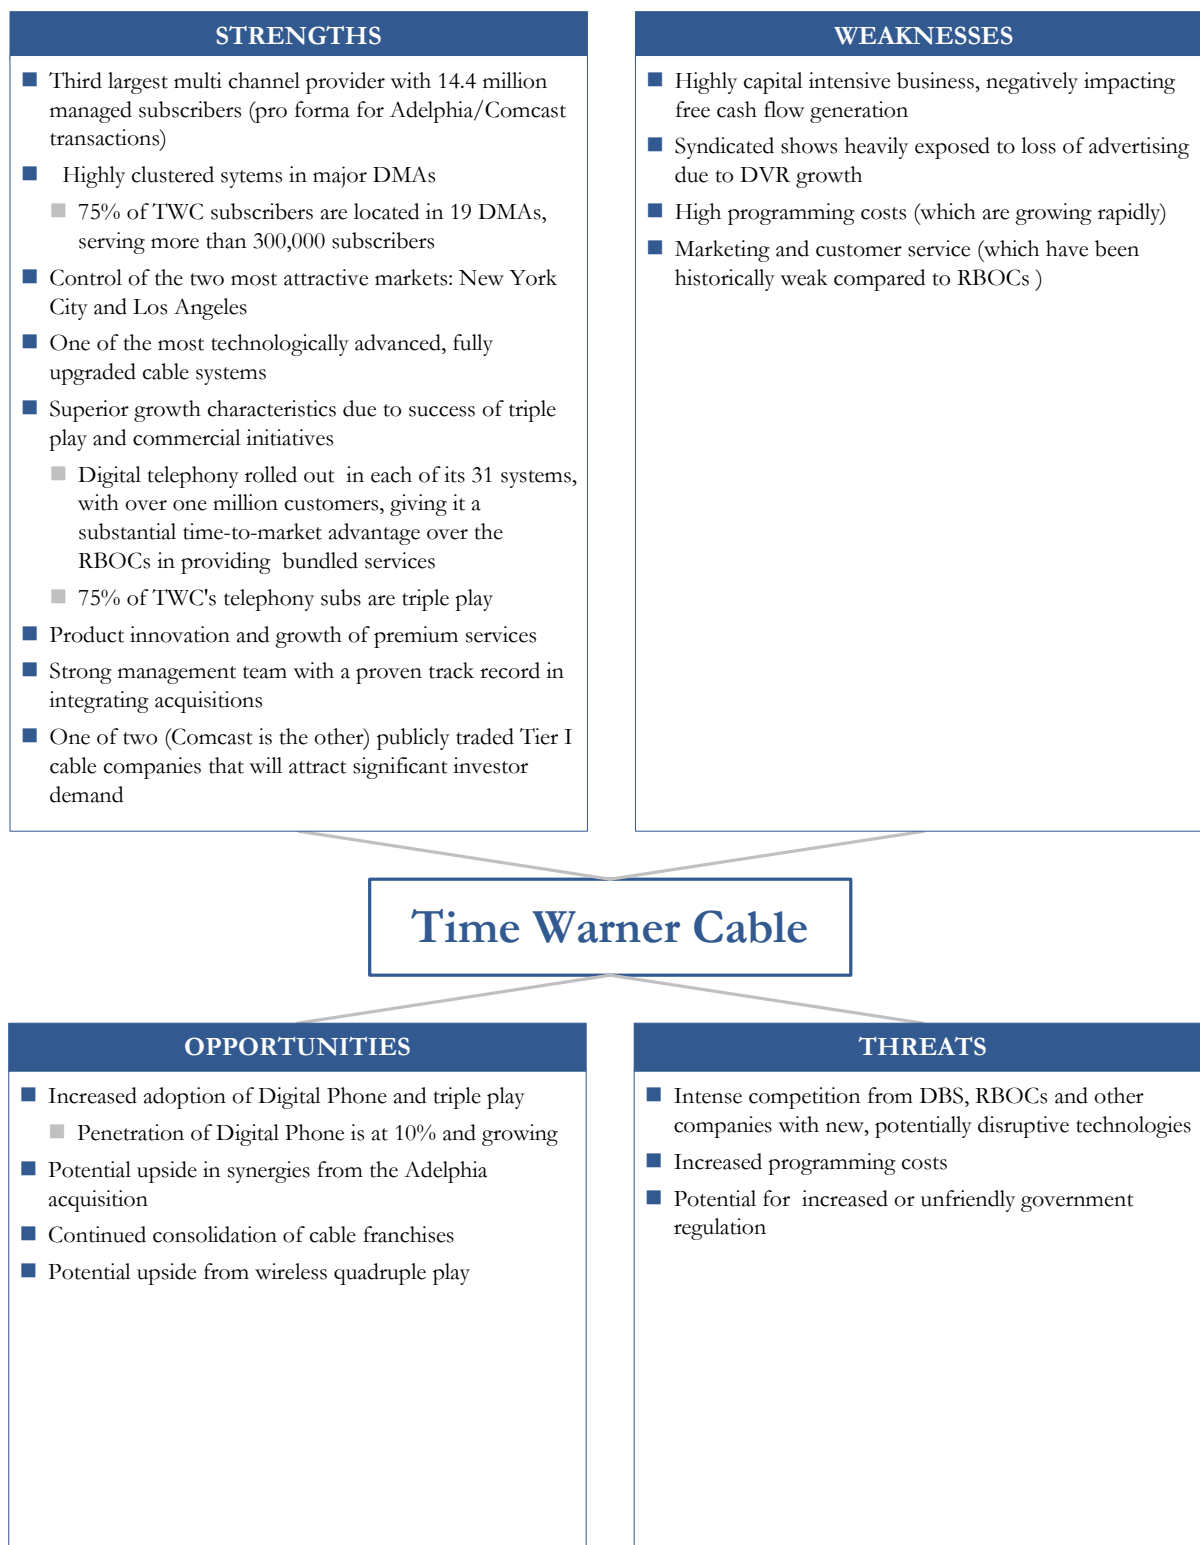 STRENGTHS
Third largest multi channel provider with 14.4 million
managed subscribers (pro forma for Adelphia/Comcast
transactions)
Highly clustered sytems in major DMAs
75% of TWC subscribers are located in 19 DMAs,
serving more than 300,000 subscribers
Control of the two most attractive markets: New York
City and Los Angeles
One of the most technologically advanced, fully
upgraded cable systems
Superior growth characteristics due to success of triple
play and commercial initiatives
Digital telephony rolled out in each of its 31 systems,
with over one million customers, giving it a
substantial time-to-market advantage over the
RBOCs in providing bundled services
75% of TWC's telephony subs are triple play
Product innovation and growth of premium services
Strong management team with a proven track record in
integrating acquisitions
One of two (Comcast is the other) publicly traded Tier I
cable companies that will attract significant investor
demand
WEAKNESSES
Highly capital intensive business, negatively impacting
free cash flow generation
Syndicated shows heavily exposed to loss of advertising
due to DVR growth
High programming costs (which are growing rapidly)
Marketing and customer service (which have been
historically weak compared to RBOCs )
Time Warner Cable
OPPORTUNITIES
Increased adoption of Digital Phone and triple play
Penetration of Digital Phone is at 10% and growing
Potential upside in synergies from the Adelphia
acquisition
Continued consolidation of cable franchises
Potential upside from wireless quadruple play
THREATS
Intense competition from DBS, RBOCs and other
companies with new, potentially disruptive technologies
Increased programming costs
Potential for increased or unfriendly government
regulation